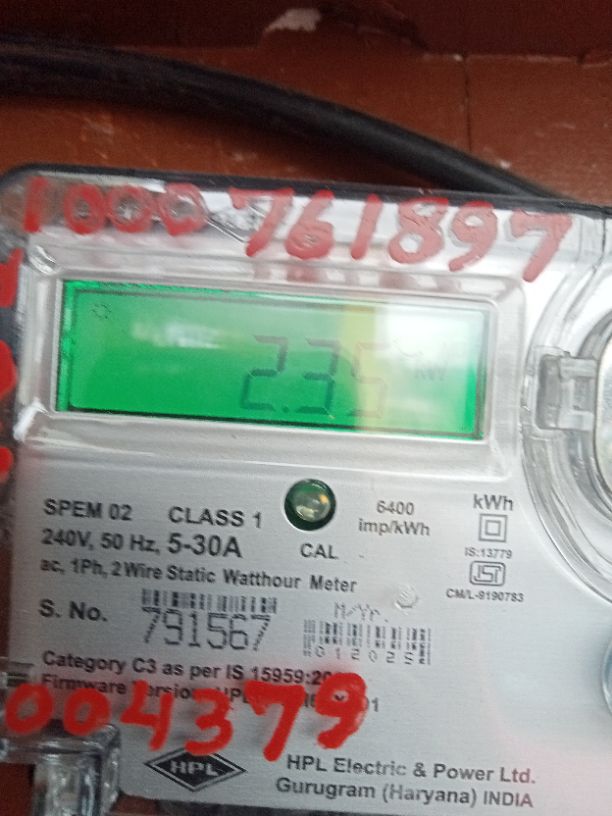 1000761897
2.35 kW
SPEM 02 CLASS 1
240V, 50 Hz, 5-30A
CAL
6400
imp/kWh
kWh
IS:13779
ISI
CM/L-9190783
ac, 1Ph, 2 Wire Static Watthour Meter
S. No. 791567
M/Yr.
Category C3 as per IS 15959:
Firmware
004379
HPL
HPL Electric & Power Ltd.
Gurugram (Haryana) INDIA